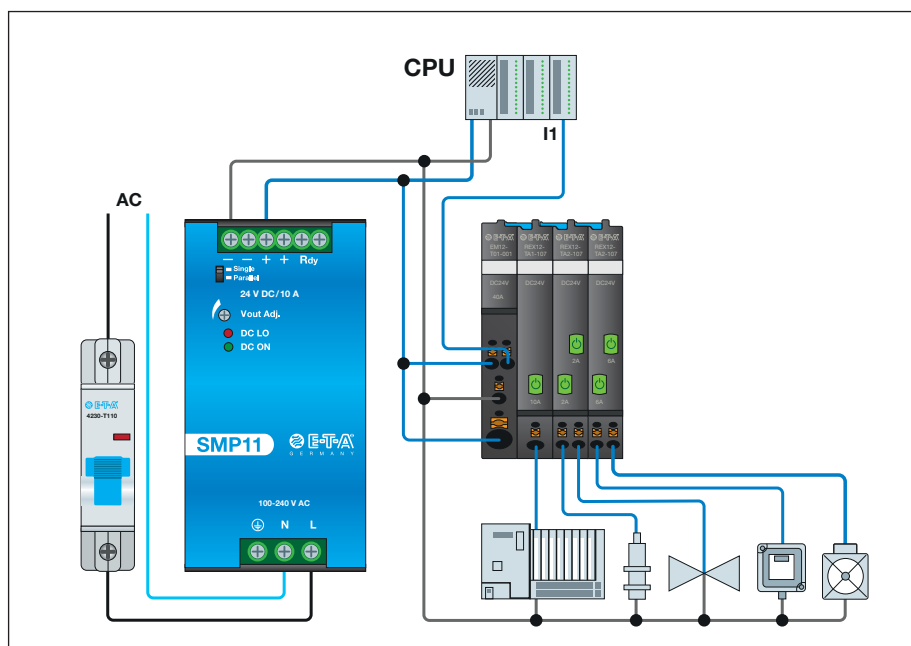 CPU
I1
AC
– – + + Rdy
Single
Parallel
24 V DC/10 A
Vout Adj.
DC LO
DC ON
SMP11
E-T-A®
GERMANY
100-240 V AC
N L
E-T-A®
4230-T110
E-T-A
EM12-
T01-001
DC24V
40A
E-T-A
REX12-
TA1-107
DC24V
10A
E-T-A
REX12-
TA2-107
DC24V
2A
2A
E-T-A
REX12-
TA2-107
DC24V
6A
6A